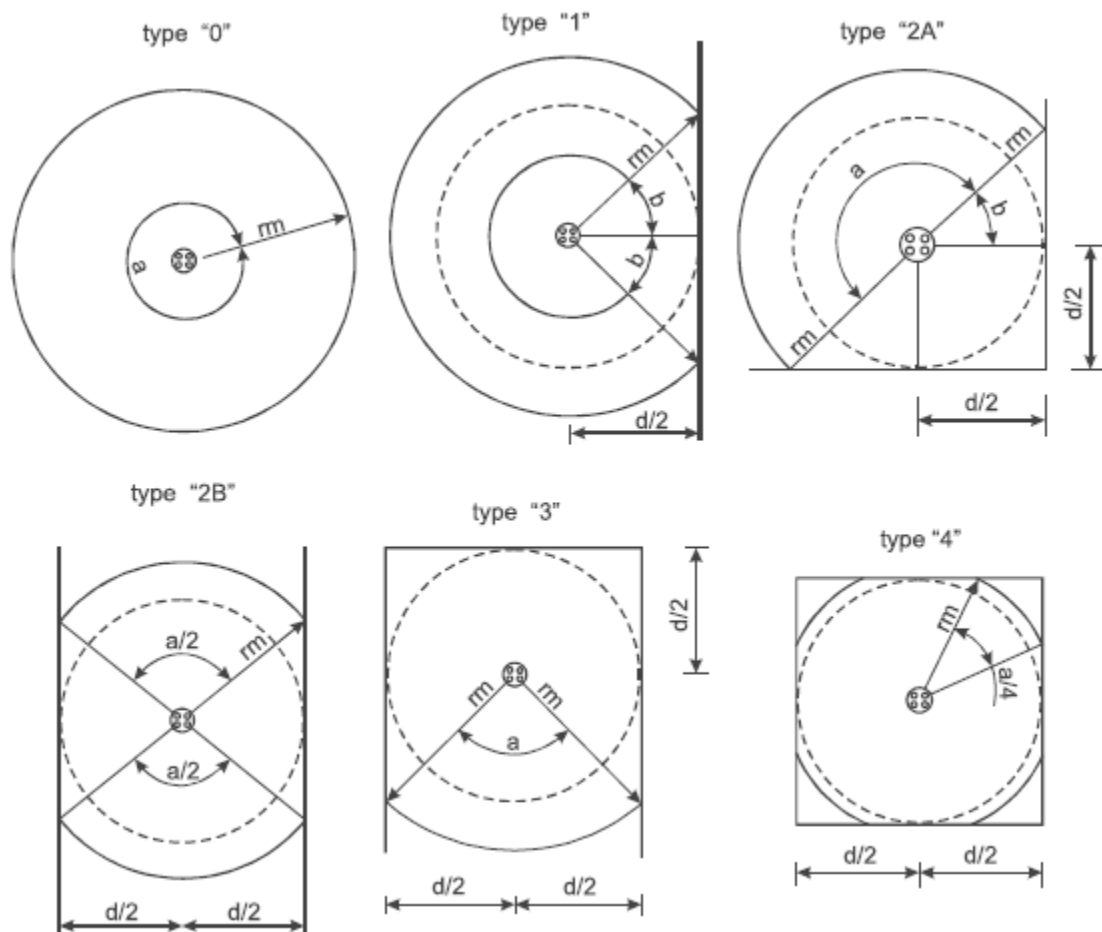 type "0"
type "1"
type "2A"
a
rm
rm
b
b
d/2
a
rm
rm
b
d/2
d/2
type "2B"
type "3"
type "4"
a/2
rm
a/2
d/2
d/2
rm
rm
a
d/2
d/2
d/2
rm
a/4
d/2
d/2